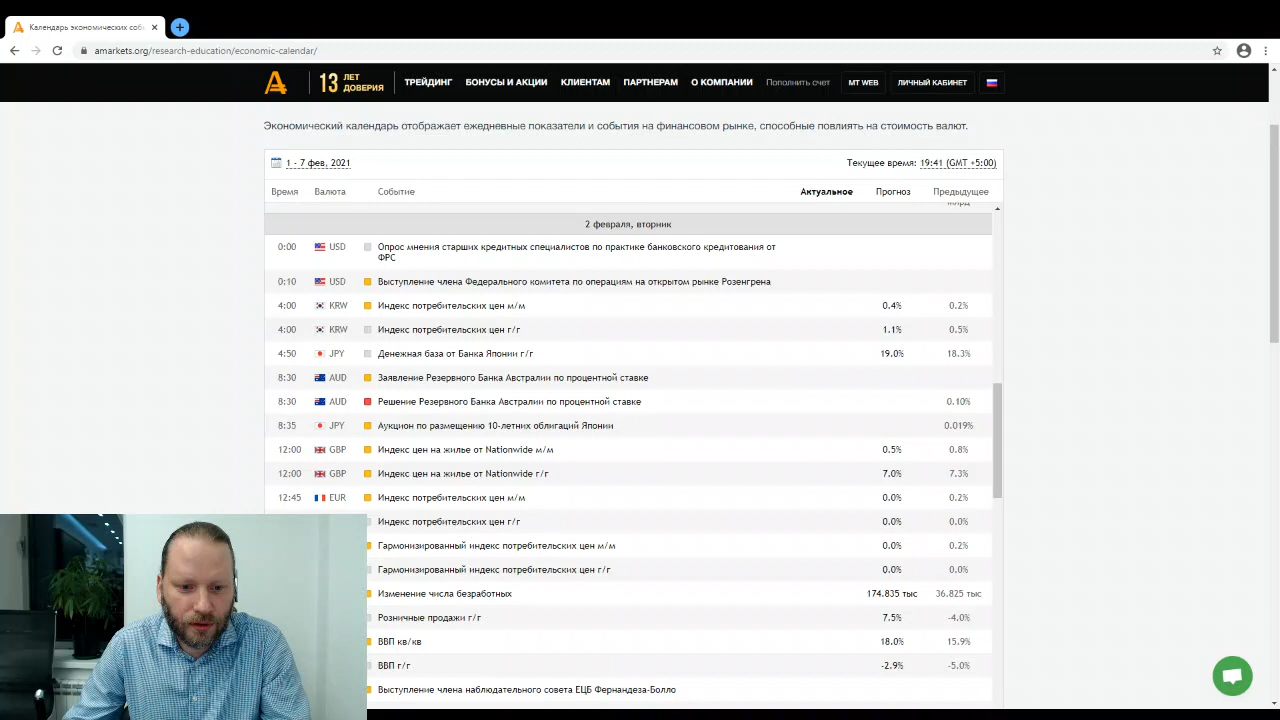 Календарь экономических собы
amarkets.org/research-education/economic-calendar/
13 ЛЕТ ДОВЕРИЯ ТРЕЙДИНГ БОНУСЫ И АКЦИИ КЛИЕНТАМ ПАРТНЕРАМ О КОМПАНИИ Пополнить счет MT WEB ЛИЧНЫЙ КАБИНЕТ
Экономический календарь отображает ежедневные показатели и события на финансовом рынке, способные повлиять на стоимость валют.
1 - 7 фев, 2021 Текущее время: 19:41 (GMT +5:00)
Время Валюта Событие Актуальное Прогноз Предыдущее
млрд
2 февраля, вторник
0:00 USD Опрос мнения старших кредитных специалистов по практике банковского кредитования от
ФРС
0:10 USD Выступление члена Федерального комитета по операциям на открытом рынке Розенгрена
4:00 KRW Индекс потребительских цен м/м 0.4% 0.2%
4:00 KRW Индекс потребительских цен г/г 1.1% 0.5%
4:50 JPY Денежная база от Банка Японии г/г 19.0% 18.3%
8:30 AUD Заявление Резервного Банка Австралии по процентной ставке
8:30 AUD Решение Резервного Банка Австралии по процентной ставке 0.10%
8:35 JPY Аукцион по размещению 10-летних облигаций Японии 0.019%
12:00 GBP Индекс цен на жилье от Nationwide м/м 0.5% 0.8%
12:00 GBP Индекс цен на жилье от Nationwide г/г 7.0% 7.3%
12:45 EUR Индекс потребительских цен м/м 0.0% 0.2%
Индекс потребительских цен г/г 0.0% 0.0%
Гармонизированный индекс потребительских цен м/м 0.0% 0.2%
Гармонизированный индекс потребительских цен г/г 0.0% 0.0%
Изменение числа безработных 174.835 тыс 36.825 тыс
Розничные продажи г/г 7.5% -4.0%
ВВП кв/кв 18.0% 15.9%
ВВП г/г -2.9% -5.0%
Выступление члена наблюдательного совета ЕЦБ Фернандеза-Болло